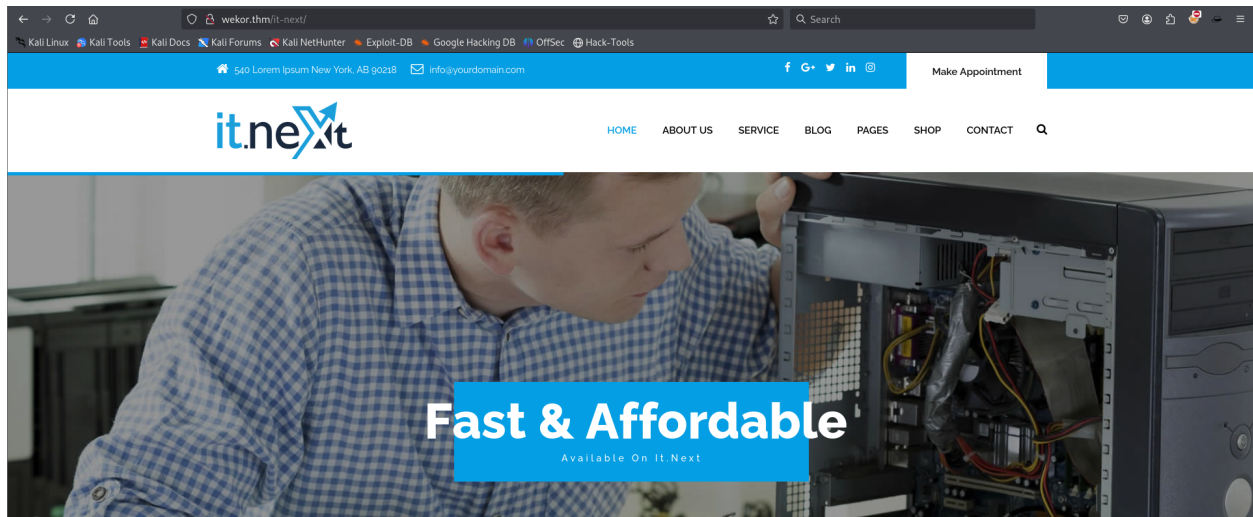 wekor.thm/it-next/
Search
Kali Linux Kali Tools Kali Docs Kali Forums Kali NetHunter Exploit-DB Google Hacking DB OffSec Hack-Tools
540 Lorem Ipsum New York, AB 90218 info@yourdomain.com Make Appointment
it.next
HOME ABOUT US SERVICE BLOG PAGES SHOP CONTACT
Fast & Affordable
Available On It.Next